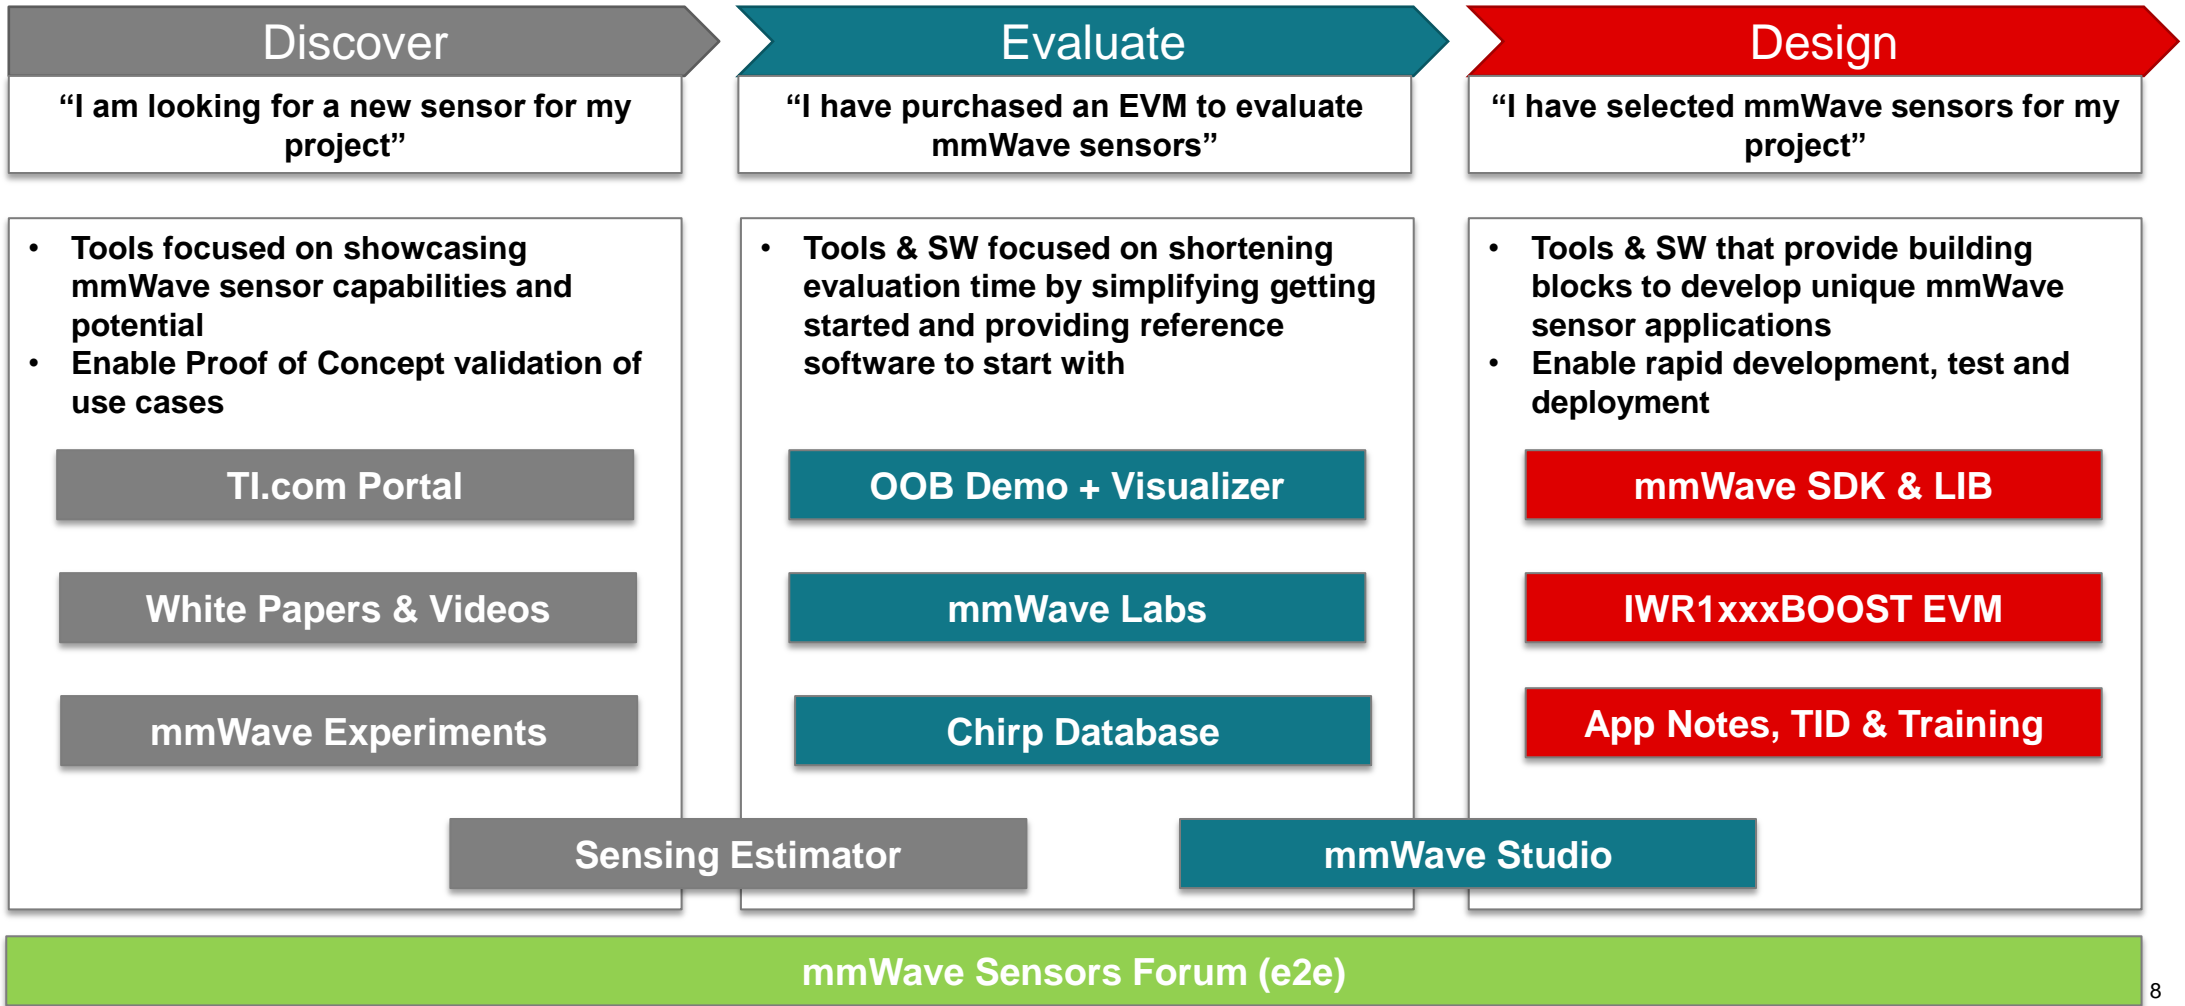 Discover
Evaluate
Design
“I am looking for a new sensor for my
project”
“I have purchased an EVM to evaluate
mmWave sensors”
“I have selected mmWave sensors for my
project”
• Tools focused on showcasing
mmWave sensor capabilities and
potential
• Enable Proof of Concept validation of
use cases
TI.com Portal
White Papers & Videos
mmWave Experiments
• Tools & SW focused on shortening
evaluation time by simplifying getting
started and providing reference
software to start with
OOB Demo + Visualizer
mmWave Labs
Chirp Database
• Tools & SW that provide building
blocks to develop unique mmWave
sensor applications
• Enable rapid development, test and
deployment
mmWave SDK & LIB
IWR1xxxBOOST EVM
App Notes, TID & Training
Sensing Estimator
mmWave Studio
mmWave Sensors Forum (e2e)
8